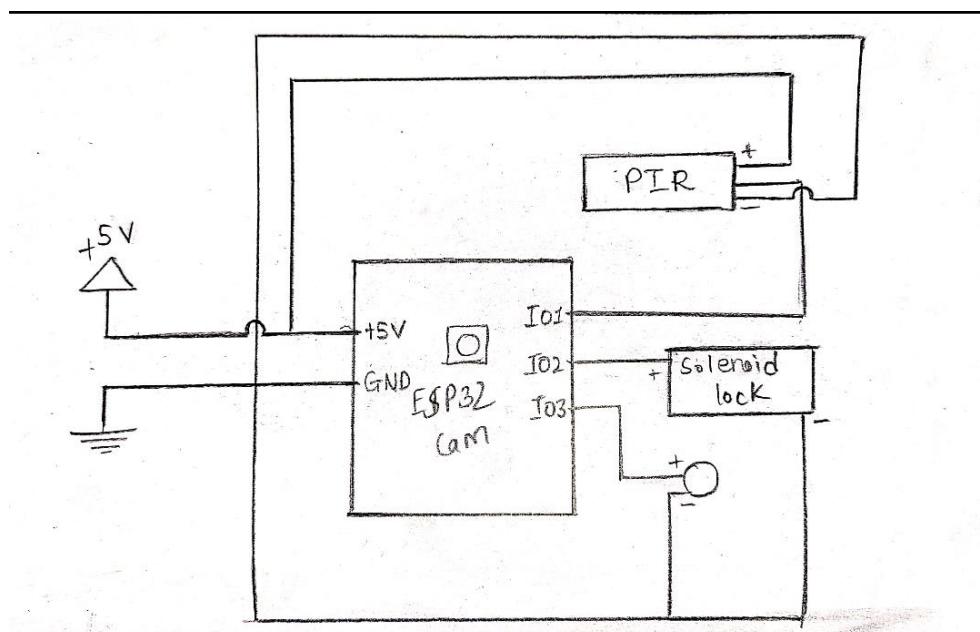 +
PIR
-
+5V
+5V
IO1
GND
IO2
ESP32
Cam
IO3
+
Solenoid
lock
-
+
-